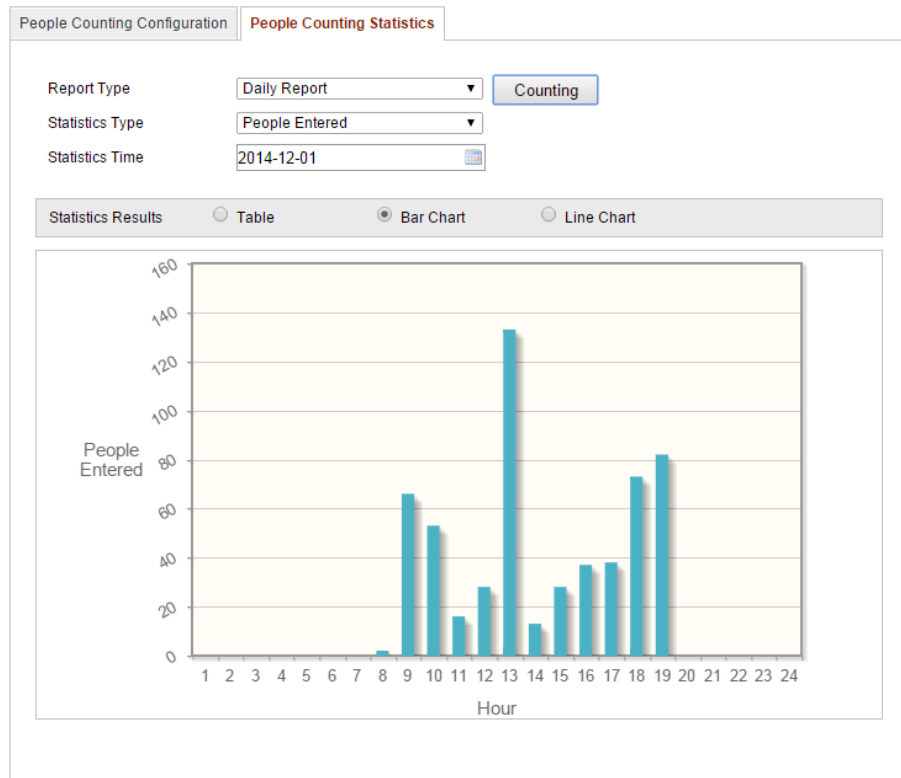 People Counting Configuration
People Counting Statistics
Report Type
Daily Report
Counting
Statistics Type
People Entered
Statistics Time
2014-12-01
Statistics Results
Table
Bar Chart
Line Chart
160
140
120
100
80
60
40
20
0
People
Entered
1 2 3 4 5 6 7 8 9 10 11 12 13 14 15 16 17 18 19 20 21 22 23 24
Hour